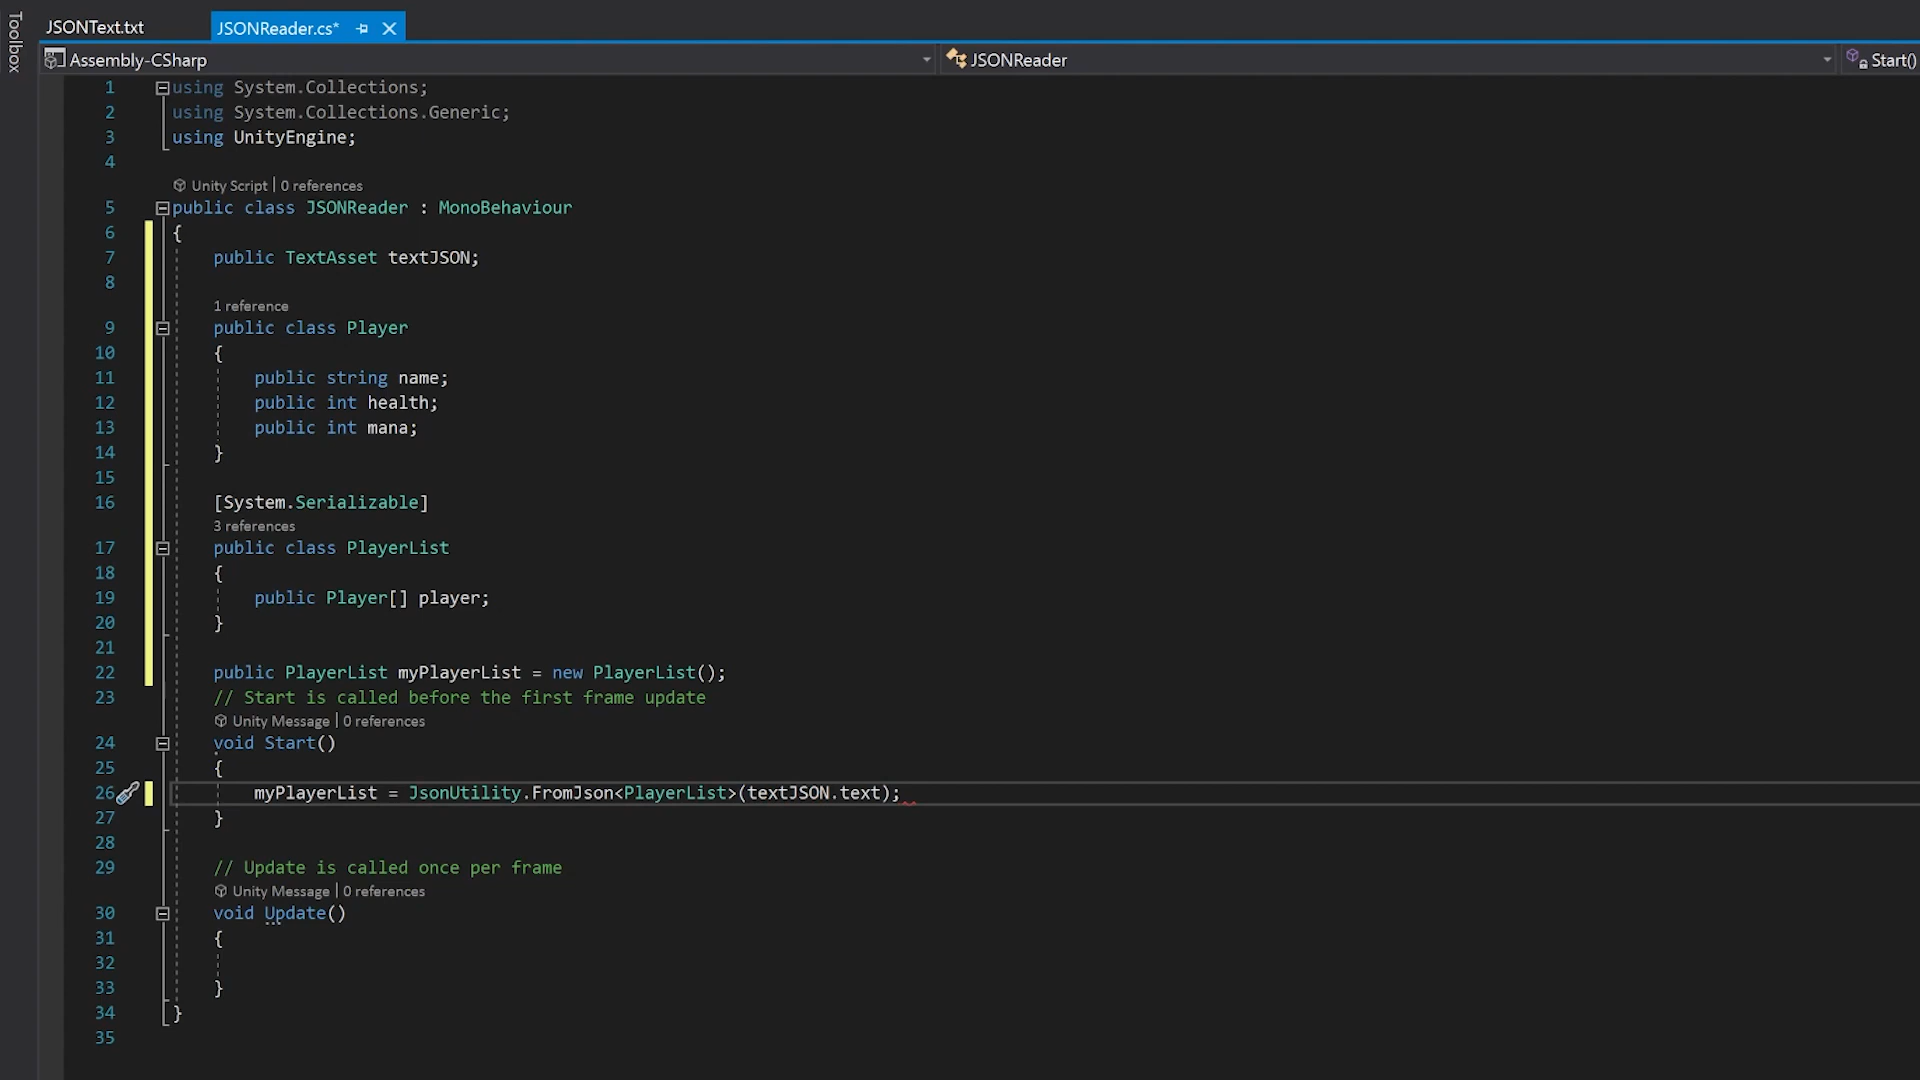 Toolbox
JSONText.txt
JSONReader.cs*
Assembly-CSharp
JSONReader
Start()
1 using System.Collections;
2 using System.Collections.Generic;
3 using UnityEngine;
4
Unity Script | 0 references
5 public class JSONReader : MonoBehaviour
6 {
7 public TextAsset textJSON;
8
1 reference
9 public class Player
10 {
11 public string name;
12 public int health;
13 public int mana;
14 }
15
16 [System.Serializable]
3 references
17 public class PlayerList
18 {
19 public Player[] player;
20 }
21
22 public PlayerList myPlayerList = new PlayerList();
23 // Start is called before the first frame update
Unity Message | 0 references
24 void Start()
25 {
26 myPlayerList = JsonUtility.FromJson<PlayerList>(textJSON.text);
27 }
28
29 // Update is called once per frame
Unity Message | 0 references
30 void Update()
31 {
32
33 }
34 }
35